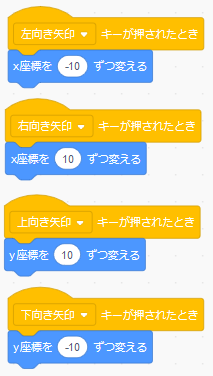 左向き矢印 キーが押されたとき
x座標を -10 ずつ変える
右向き矢印 キーが押されたとき
x座標を 10 ずつ変える
上向き矢印 キーが押されたとき
y座標を 10 ずつ変える
下向き矢印 キーが押されたとき
y座標を -10 ずつ変える